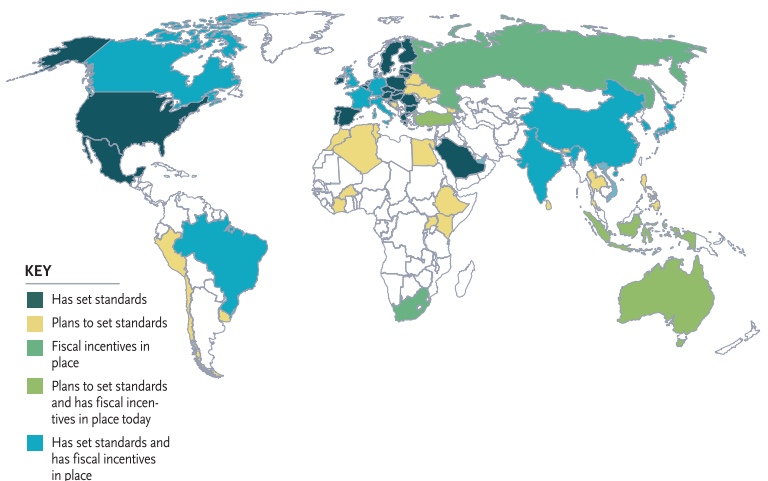 KEY
Has set standards
Plans to set standards
Fiscal incentives in
place
Plans to set standards
and has fiscal incen-
tives in place today
Has set standards and
has fiscal incentives
in place